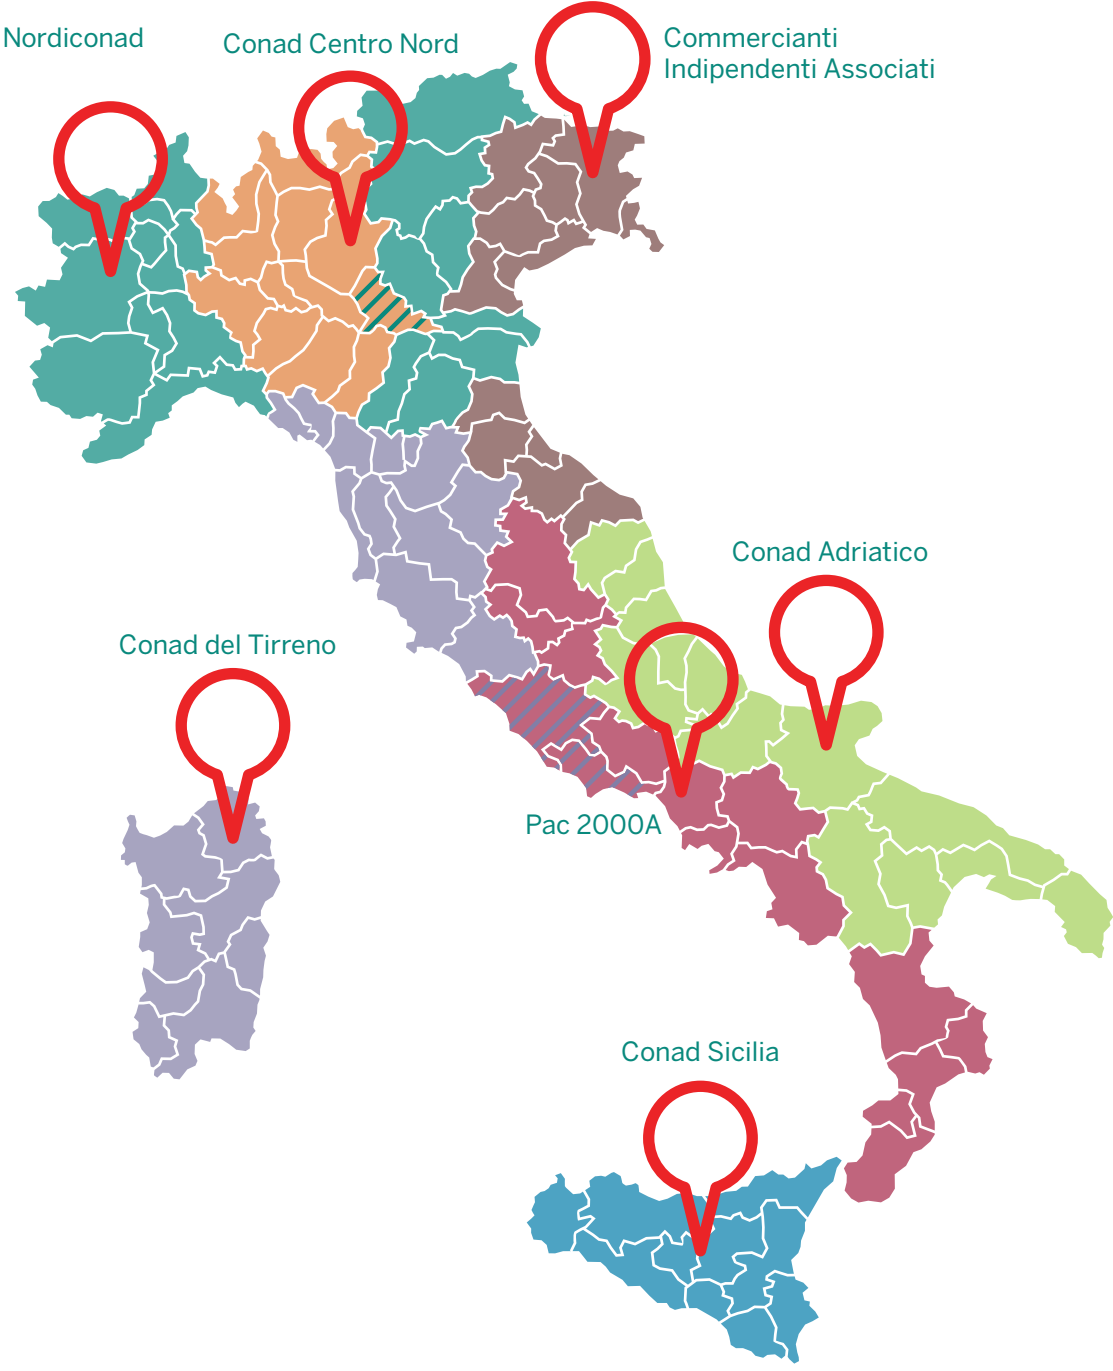 Nordiconad
Conad Centro Nord
Commercianti
Indipendenti Associati
Conad Adriatico
Conad del Tirreno
Pac 2000A
Conad Sicilia